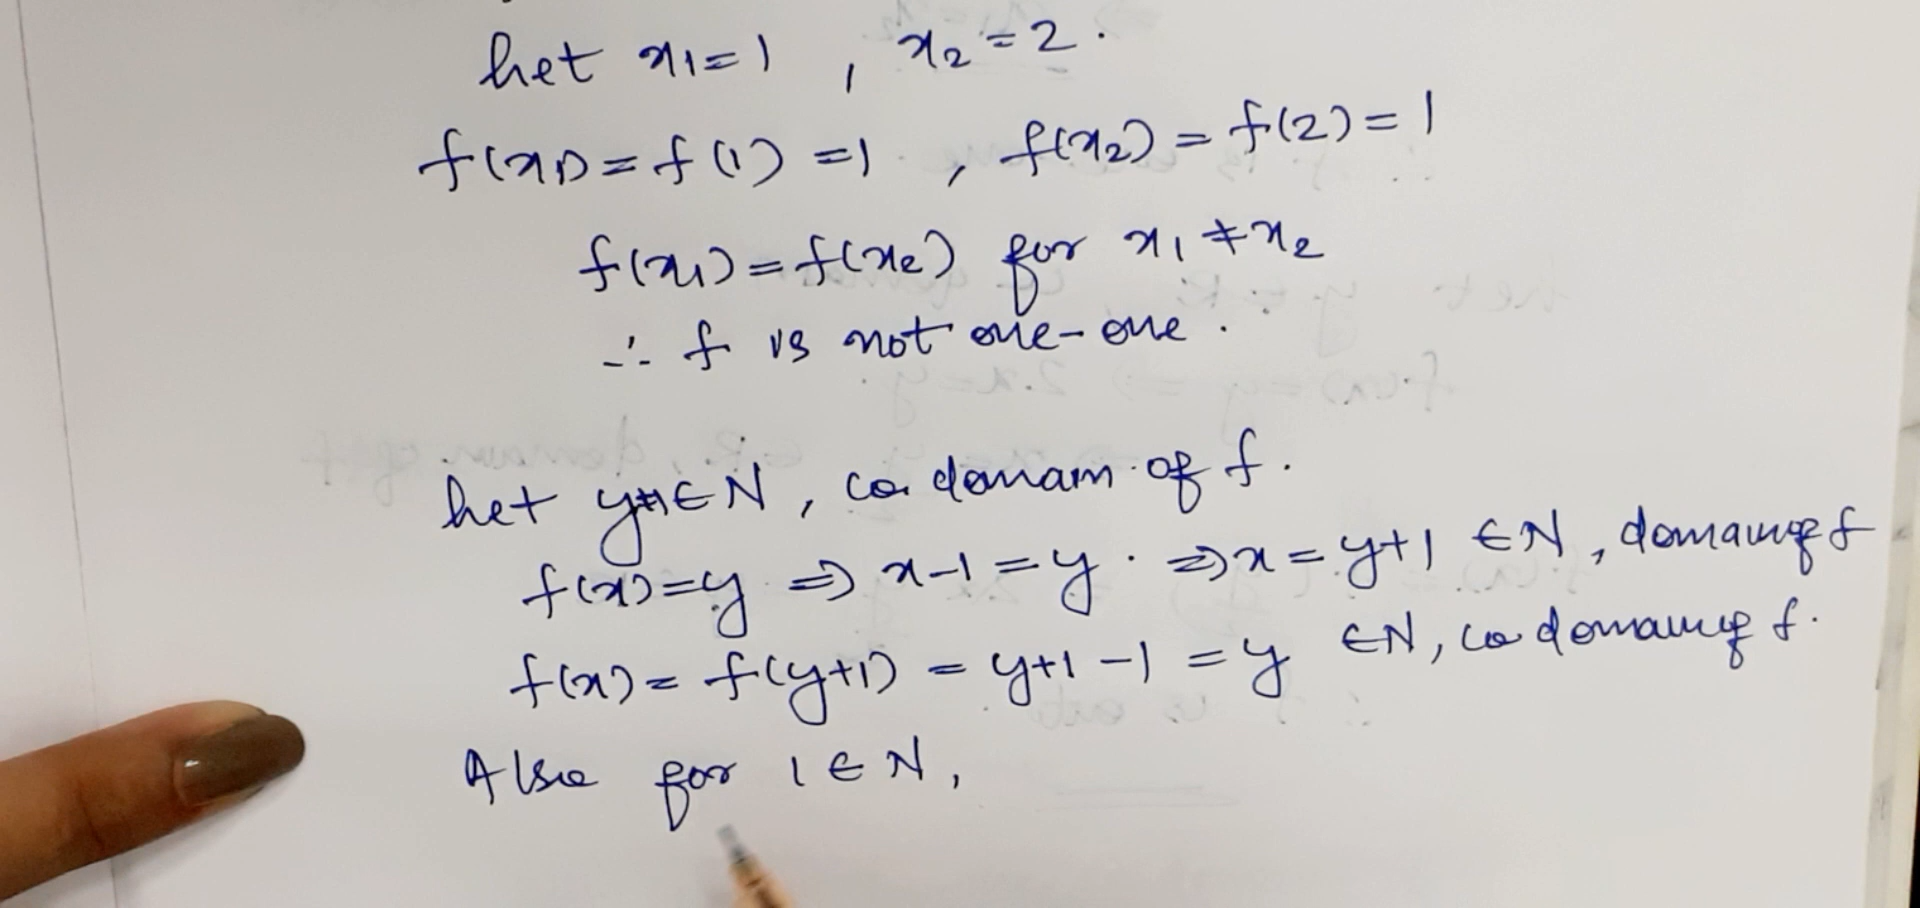 Let x₁=1 , x₂=2.
f(x₁)=f(1)=1 , f(x₂)=f(2)=1
f(x₁)=f(x₂) for x₁≠x₂
∴ f is not one-one.
Let y∈N, co domain of f.
f(x)=y ⇒ x-1=y. ⇒ x=y+1 ∈N, domain of f
f(x)=f(y+1)=y+1-1=y ∈N, co domain of f.
Also for 1∈N,